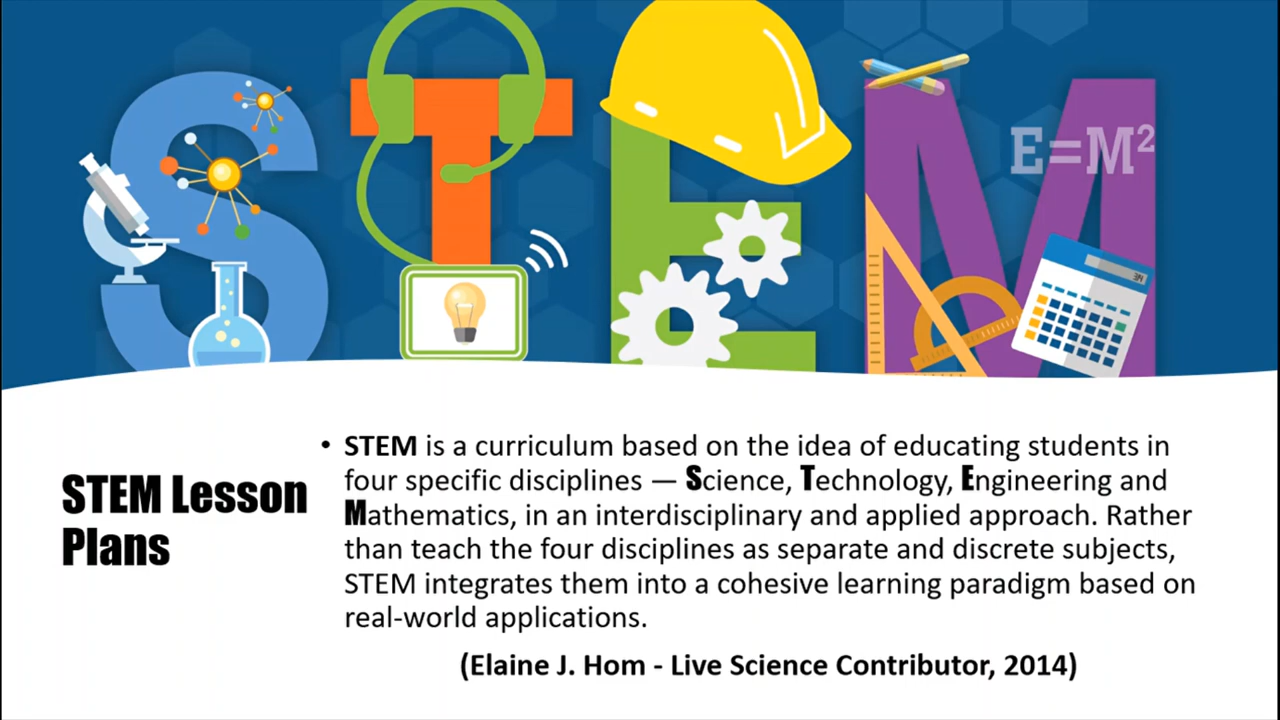 STEM
E=M²
STEM Lesson
Plans
• STEM is a curriculum based on the idea of educating students in
four specific disciplines — Science, Technology, Engineering and
Mathematics, in an interdisciplinary and applied approach. Rather
than teach the four disciplines as separate and discrete subjects,
STEM integrates them into a cohesive learning paradigm based on
real-world applications.
(Elaine J. Hom - Live Science Contributor, 2014)